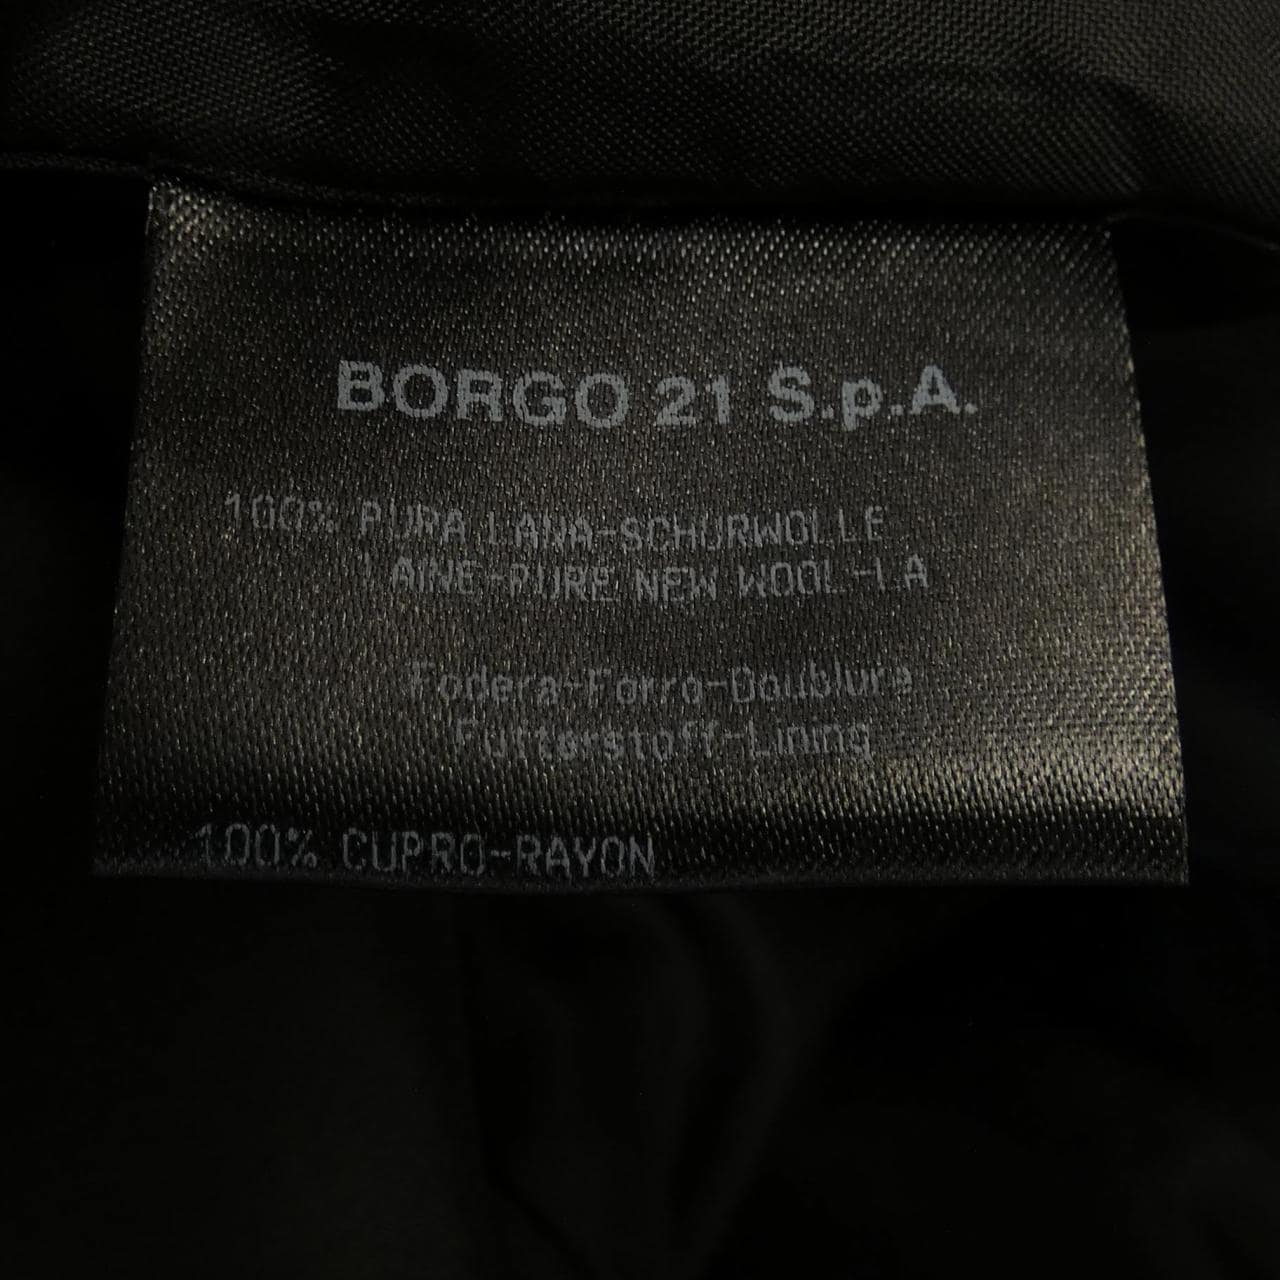 BORGO 21 S.p.A.
100% PURA LANA-SCHURWOLLE
LAINE-PURE NEW WOOL-LA
Fodera-Forro-Doublure
Futterstoff-Lining
100% CUPRO-RAYON